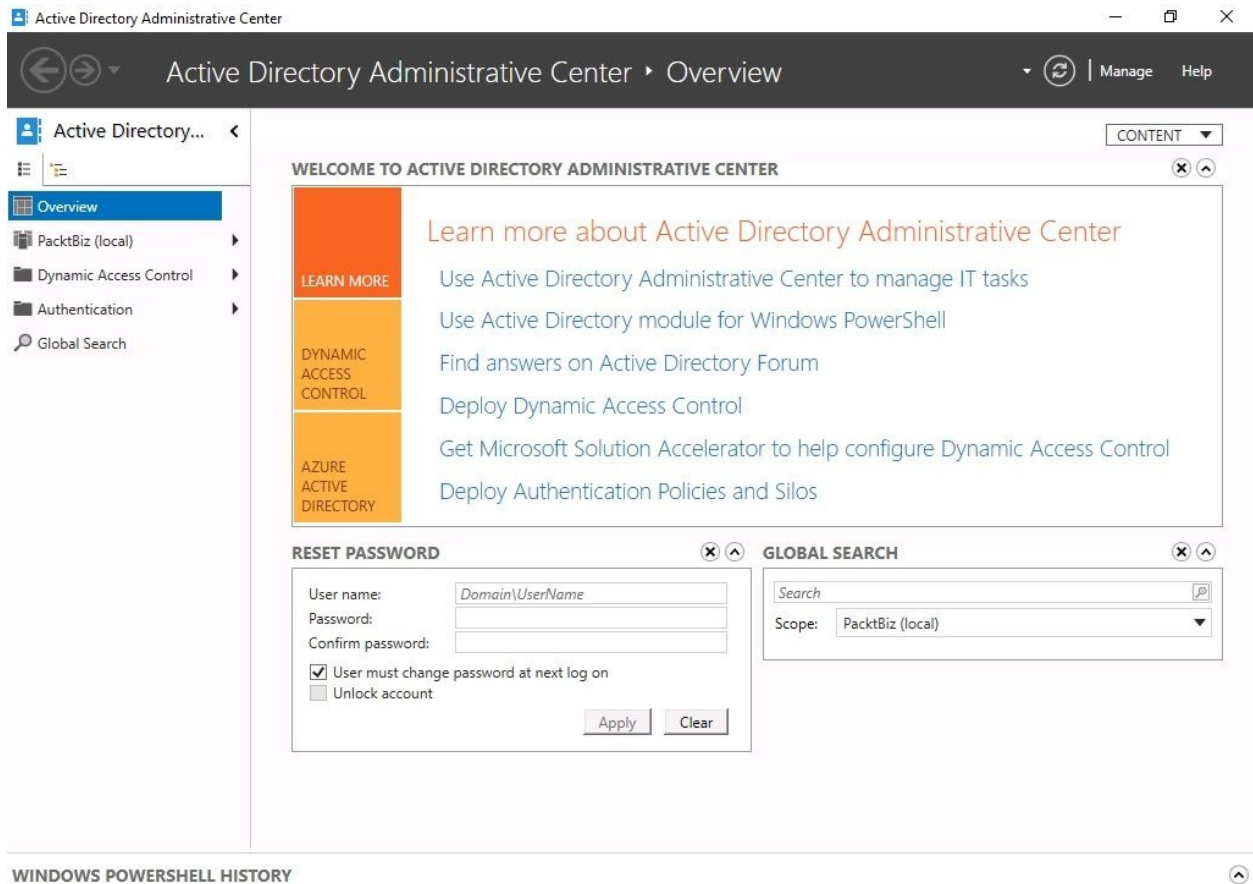 Active Directory Administrative Center
Active Directory Administrative Center ‣ Overview
Manage Help
Active Directory...
Overview
PacktBiz (local)
Dynamic Access Control
Authentication
Global Search
CONTENT
WELCOME TO ACTIVE DIRECTORY ADMINISTRATIVE CENTER
LEARN MORE
DYNAMIC
ACCESS
CONTROL
AZURE
ACTIVE
DIRECTORY
Learn more about Active Directory Administrative Center
Use Active Directory Administrative Center to manage IT tasks
Use Active Directory module for Windows PowerShell
Find answers on Active Directory Forum
Deploy Dynamic Access Control
Get Microsoft Solution Accelerator to help configure Dynamic Access Control
Deploy Authentication Policies and Silos
RESET PASSWORD
User name: Domain\UserName
Password:
Confirm password:
User must change password at next log on
Unlock account
Apply Clear
GLOBAL SEARCH
Search
Scope: PacktBiz (local)
WINDOWS POWERSHELL HISTORY